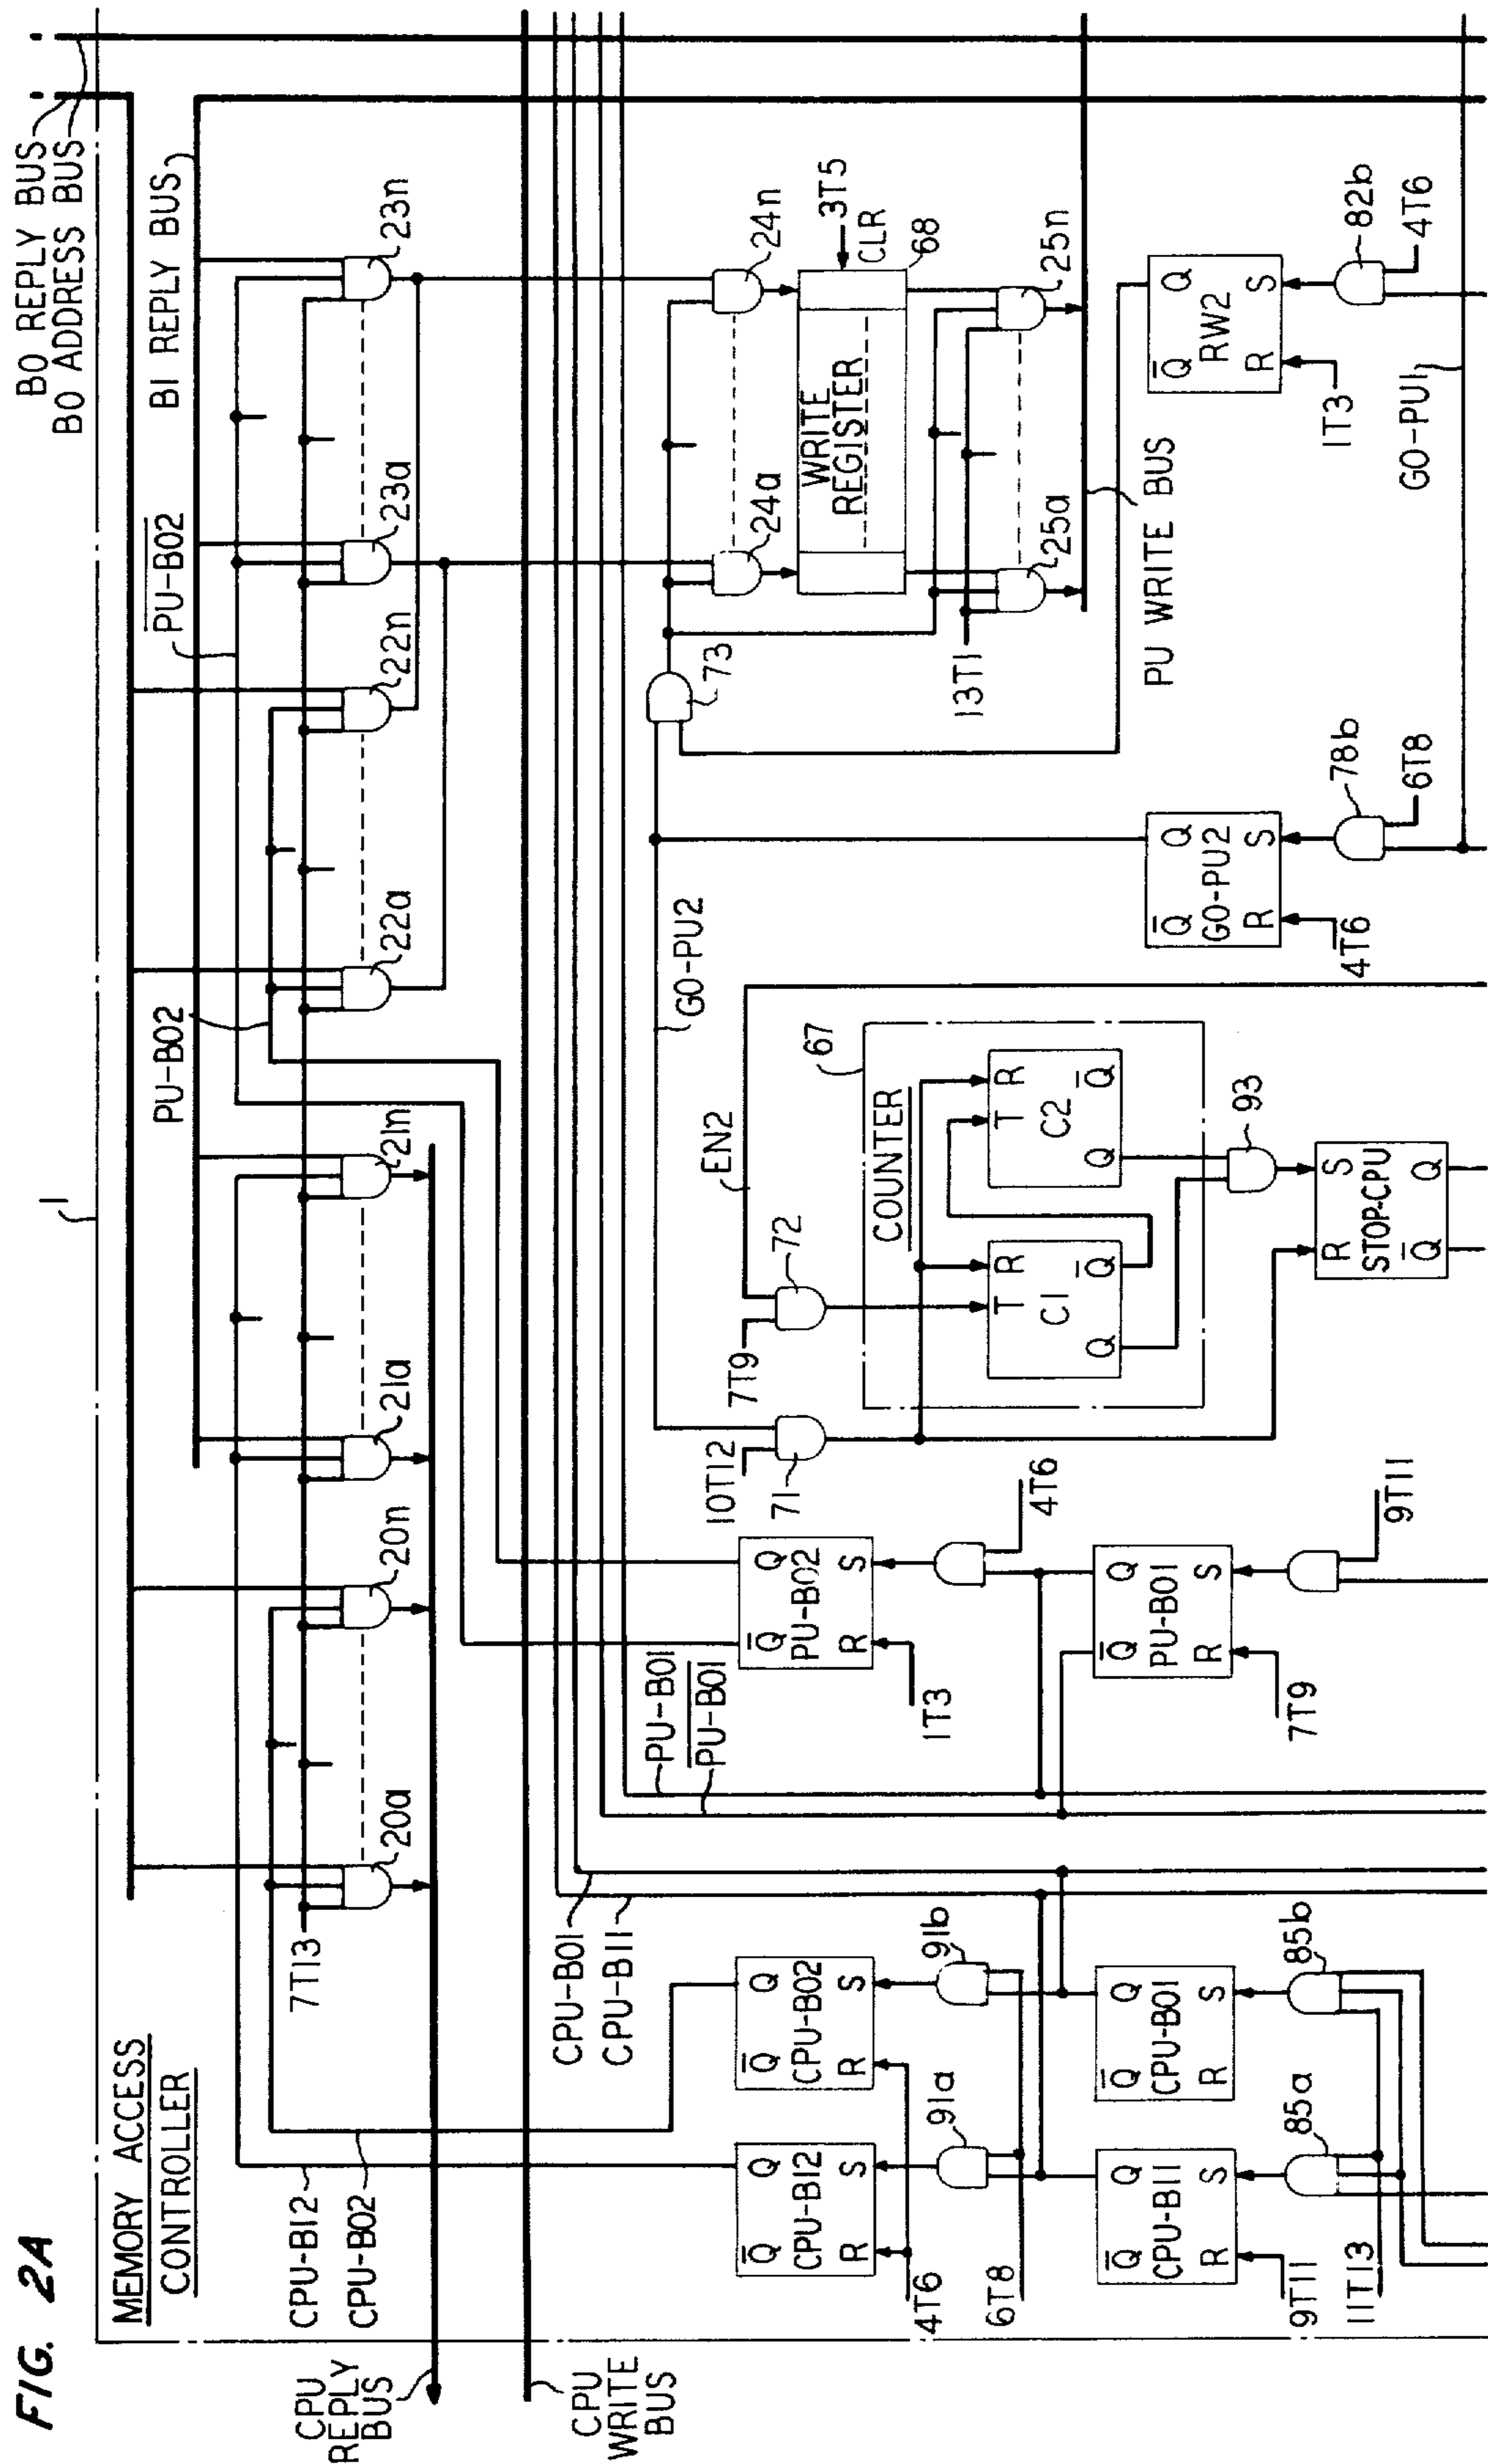 FIG. 2A
MEMORY ACCESS
CONTROLLER
1
B0 REPLY BUS
B0 ADDRESS BUS
B1 REPLY BUS
PU-B02
PU-B02
CPU-B12
CPU-B02
7T13
20a
20n
21a
21n
22a
22n
23a
23n
CPU
REPLY
BUS
CPU
WRITE
BUS
CPU-B01
CPU-B11
PU-B01
PU-B01
GO-PU2
EN2
10T12
71
7T9
72
73
24a
24n
WRITE
REGISTER
3T5
CLR
68
13T1
25a
25n
PU WRITE BUS
COUNTER
67
T
R
C1
Q
Q
T
R
C2
Q
Q
93
R
S
STOP-CPU
Q
Q
Q
Q
CPU-B12
R
S
Q
Q
CPU-B02
R
S
4T6
91a
91b
6T8
Q
Q
CPU-B11
R
S
9T11
Q
Q
CPU-B01
R
S
85a
85b
11T13
Q
Q
PU-B02
R
S
1T3
4T6
Q
Q
PU-B01
R
S
7T9
9T11
Q
Q
GO-PU2
R
S
4T6
78b
6T8
Q
Q
RW2
R
S
1T3
82b
4T6
GO-PU1